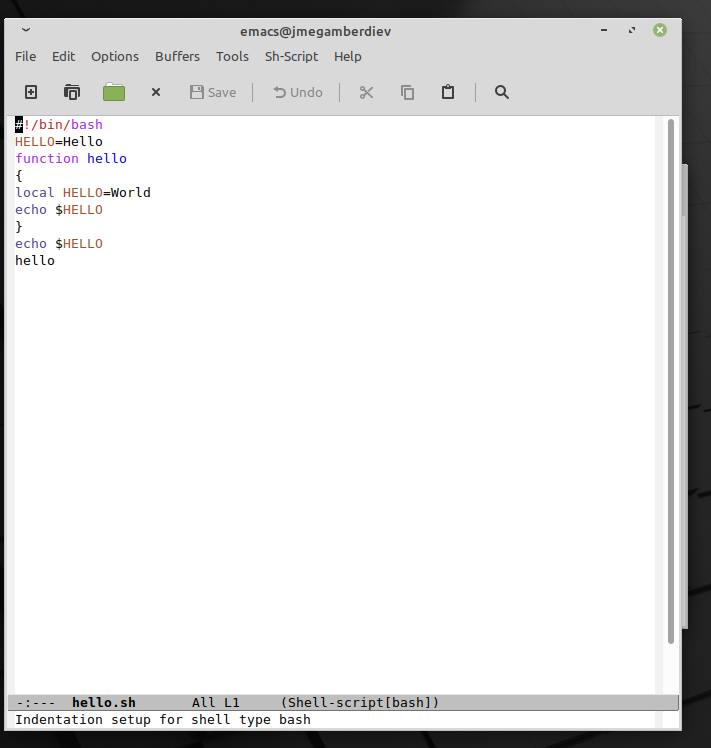 emacs@jmegamberdiev
File Edit Options Buffers Tools Sh-Script Help
Save Undo
#!/bin/bash
HELLO=Hello
function hello
{
local HELLO=World
echo $HELLO
}
echo $HELLO
hello
-:--- hello.sh All L1 (Shell-script[bash])
Indentation setup for shell type bash